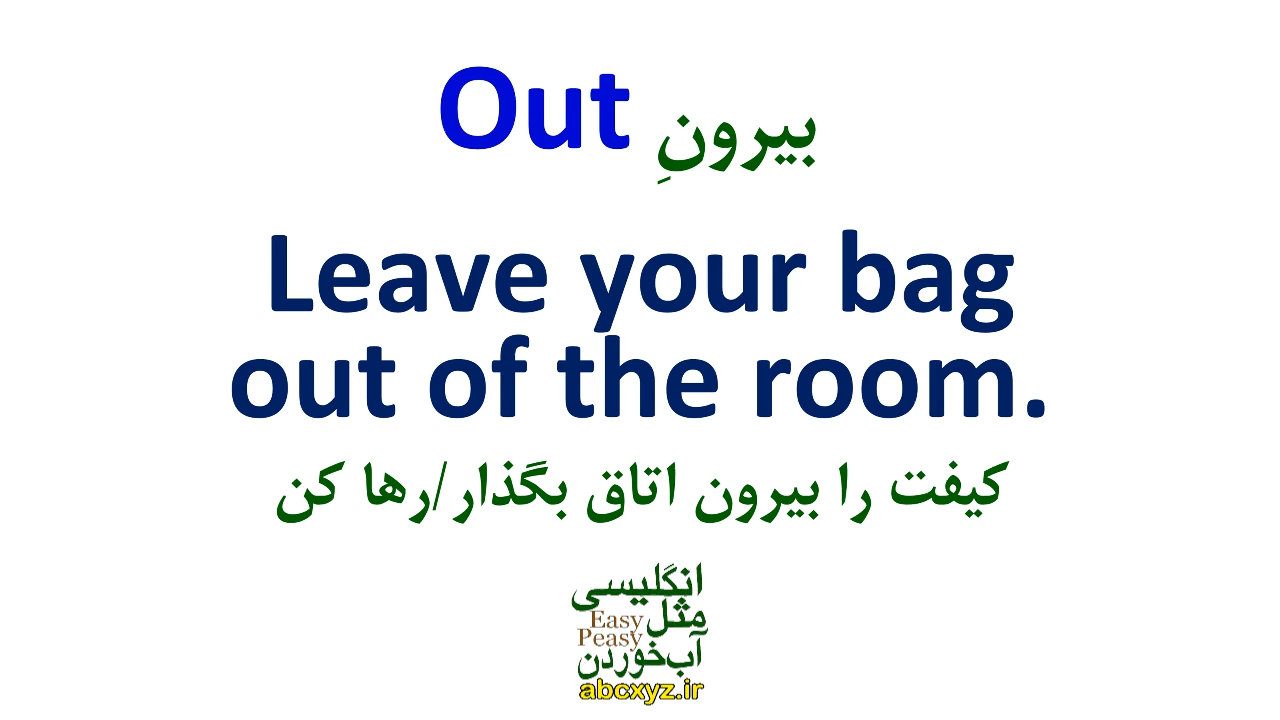 Out بیرونِ
Leave your bag
out of the room.
کیفت را بیرون اتاق بگذار/رها کن
انگلیسی
مثل
Easy
Peasy
آب‌خوردن
abcxyz.ir